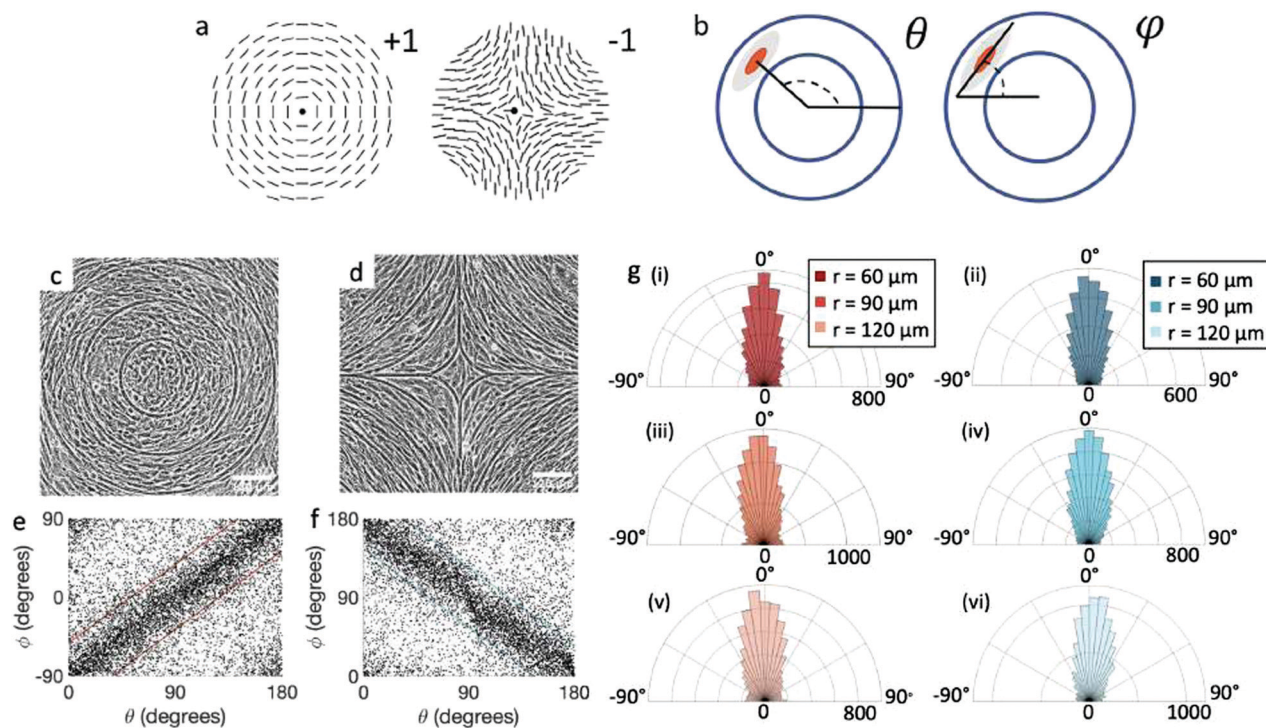 a
+1
-1
b
θ
φ
c
d
g (i)
0°
r = 60 µm
r = 90 µm
r = 120 µm
-90°
90°
0
800
(ii)
0°
r = 60 µm
r = 90 µm
r = 120 µm
-90°
90°
0
600
(iii)
0°
-90°
90°
0
1000
(iv)
0°
-90°
90°
0
800
e
90
0
-90
ϕ (degrees)
0
90
180
θ (degrees)
f
180
90
0
ϕ (degrees)
0
90
180
θ (degrees)
(v)
0°
-90°
90°
0
800
(vi)
0°
-90°
90°
0
1000